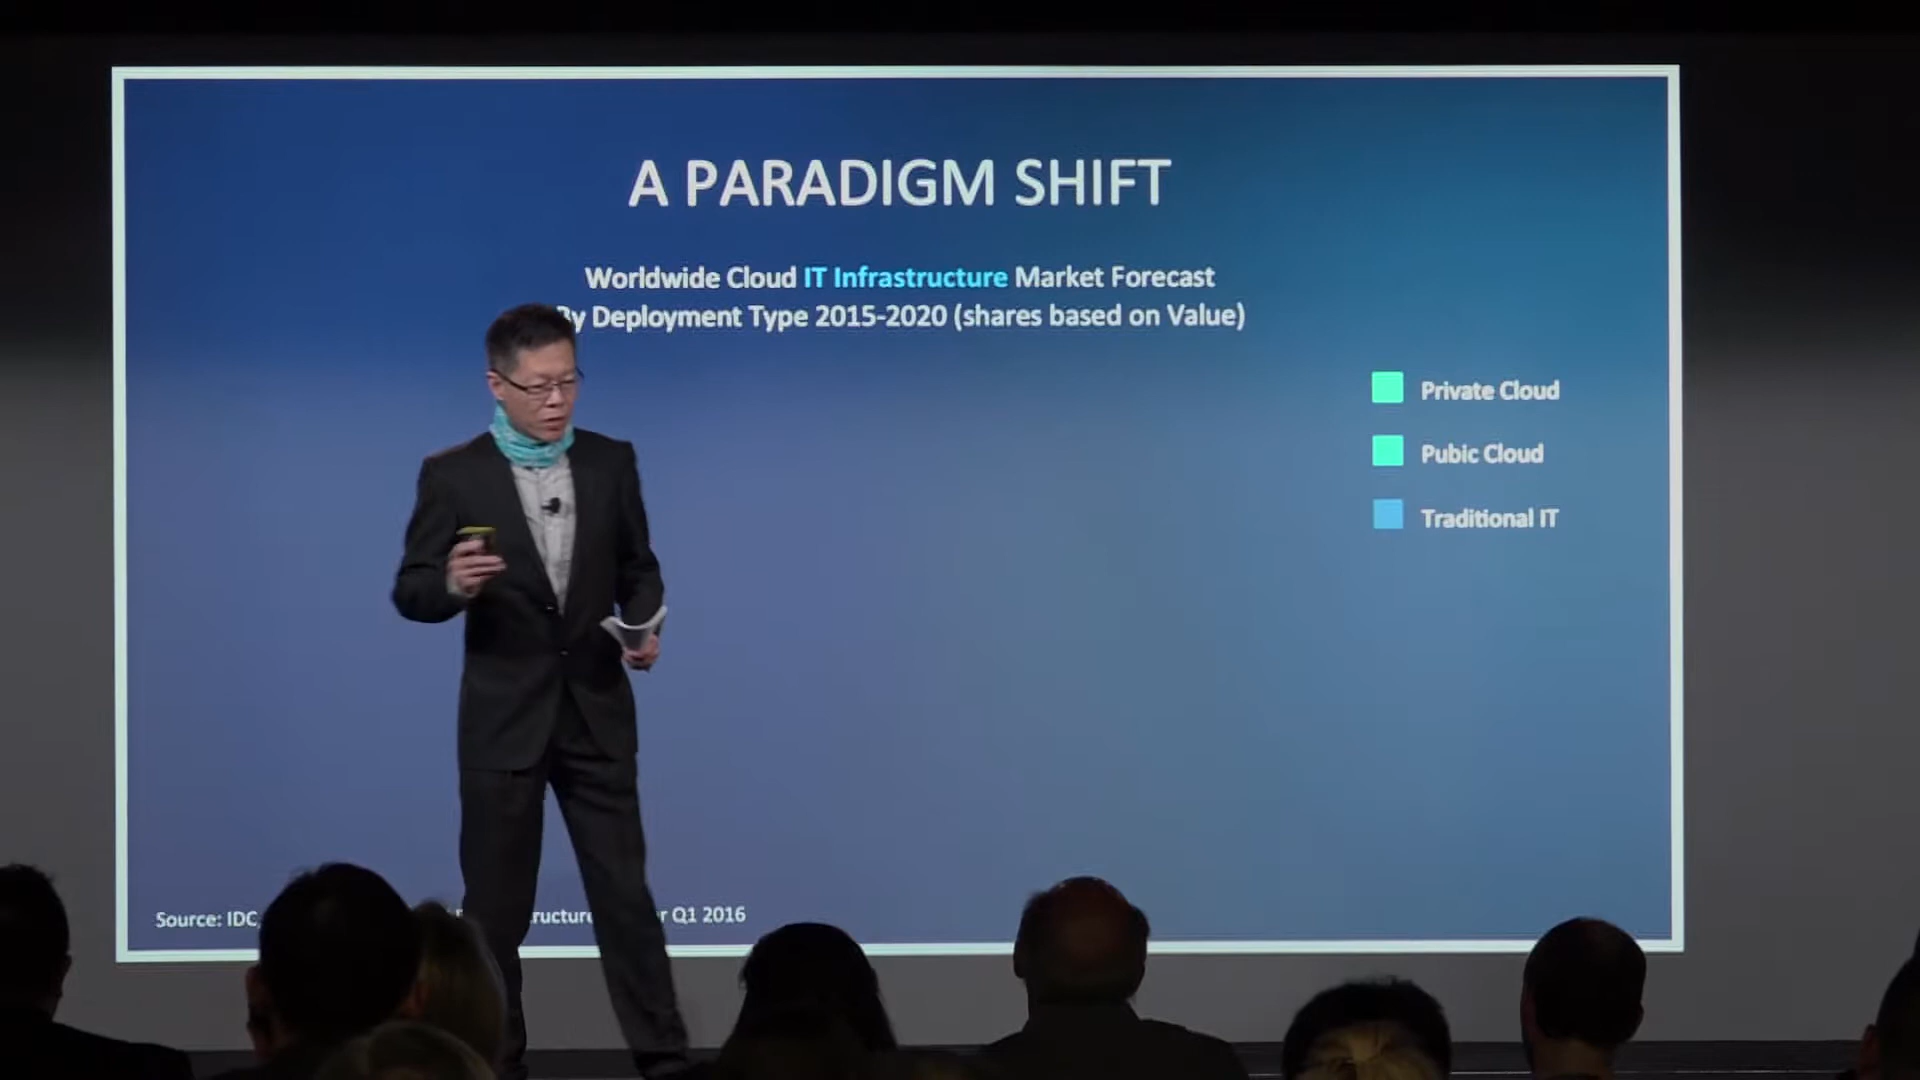 A PARADIGM SHIFT
Worldwide Cloud IT Infrastructure Market Forecast
By Deployment Type 2015-2020 (shares based on Value)
Private Cloud
Pubic Cloud
Traditional IT
Source: IDC, Q1 2016